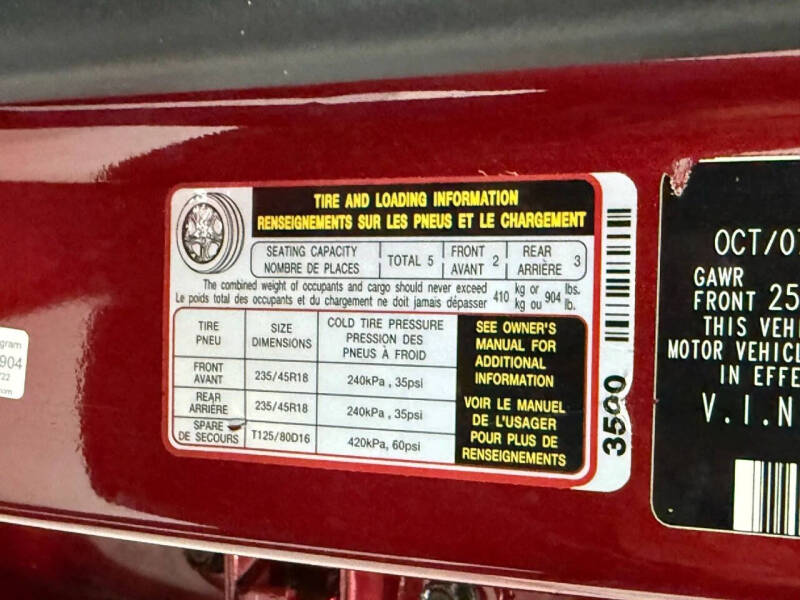 TIRE AND LOADING INFORMATION
RENSEIGNEMENTS SUR LES PNEUS ET LE CHARGEMENT
SEATING CAPACITY
NOMBRE DE PLACES
TOTAL 5
FRONT
AVANT 2
REAR
ARRIÈRE 3
The combined weight of occupants and cargo should never exceed 410 kg or 904 lbs.
Le poids total des occupants et du chargement ne doit jamais dépasser kg ou lb.
TIRE
PNEU
SIZE
DIMENSIONS
COLD TIRE PRESSURE
PRESSION DES
PNEUS À FROID
FRONT
AVANT
235/45R18
240kPa , 35psi
REAR
ARRIÈRE
235/45R18
240kPa , 35psi
SPARE
DE SECOURS
T125/80D16
420kPa, 60psi
SEE OWNER'S
MANUAL FOR
ADDITIONAL
INFORMATION
VOIR LE MANUEL
DE L'USAGER
POUR PLUS DE
RENSEIGNEMENTS
OCT/07
GAWR
FRONT 25
THIS VEHI
MOTOR VEHICL
IN EFFE
V.I.N
gram
904
722
om